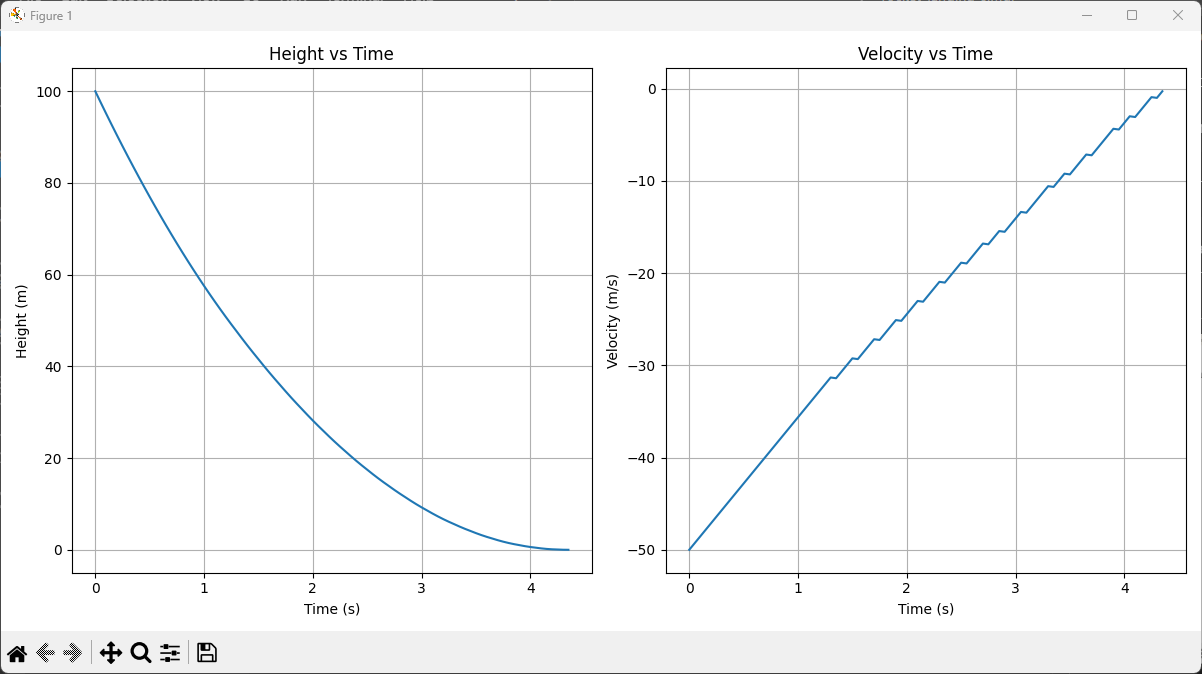 Figure 1
Height vs Time
100
80
60
40
20
0
0 1 2 3 4
Height (m)
Time (s)
Velocity vs Time
0
−10
−20
−30
−40
−50
0 1 2 3 4
Velocity (m/s)
Time (s)